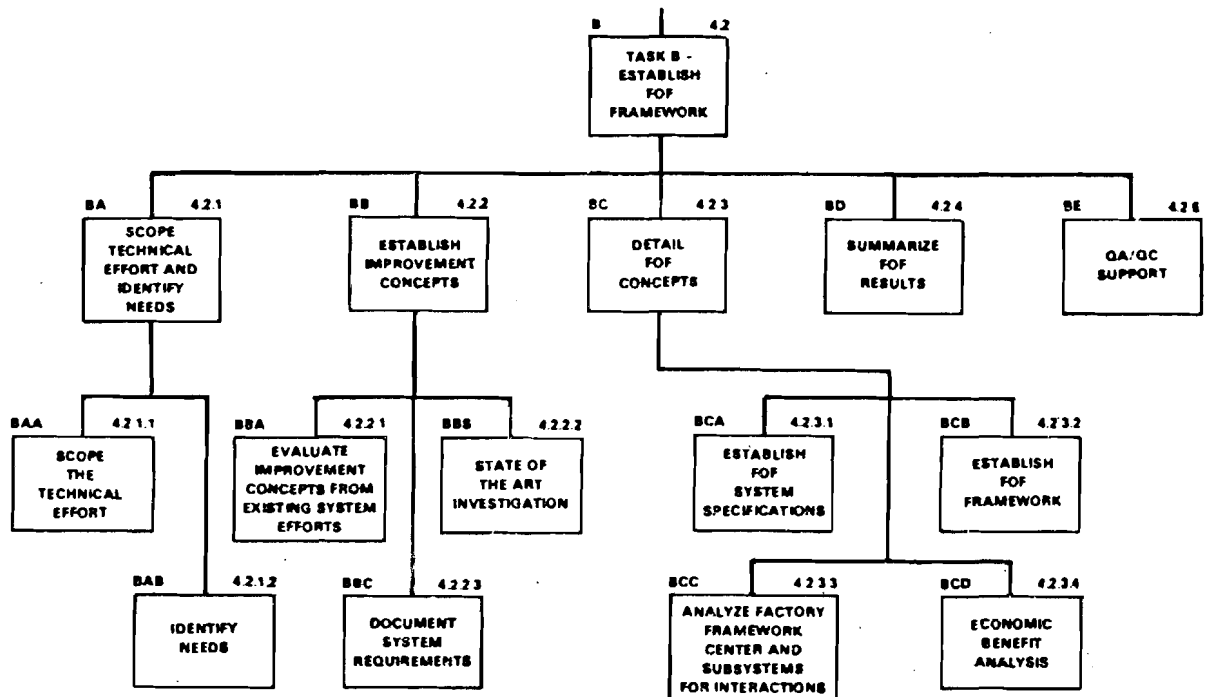 B 4.2
TASK B -
ESTABLISH
FOF
FRAMEWORK
BA 4.2.1
SCOPE
TECHNICAL
EFFORT AND
IDENTIFY
NEEDS
BB 4.2.2
ESTABLISH
IMPROVEMENT
CONCEPTS
BC 4.2.3
DETAIL
FOF
CONCEPTS
BD 4.2.4
SUMMARIZE
FOF
RESULTS
BE
QA/QC
SUPPORT
BAA 4.2.1.1
SCOPE
THE
TECHNICAL
EFFORT
BBA 4.2.2.1
EVALUATE
IMPROVEMENT
CONCEPTS FROM
EXISTING SYSTEM
EFFORTS
BBS 4.2.2.2
STATE OF
THE ART
INVESTIGATION
BCA 4.2.3.1
ESTABLISH
FOF
SYSTEM
SPECIFICATIONS
BCB 4.2.3.2
ESTABLISH
FOF
FRAMEWORK
BAB 4.2.1.2
IDENTIFY
NEEDS
BBC 4.2.2.3
DOCUMENT
SYSTEM
REQUIREMENTS
BCC 4.2.3.3
ANALYZE FACTORY
FRAMEWORK
CENTER AND
SUBSYSTEMS
FOR INTERACTIONS
BCD 4.2.3.4
ECONOMIC
BENEFIT
ANALYSIS